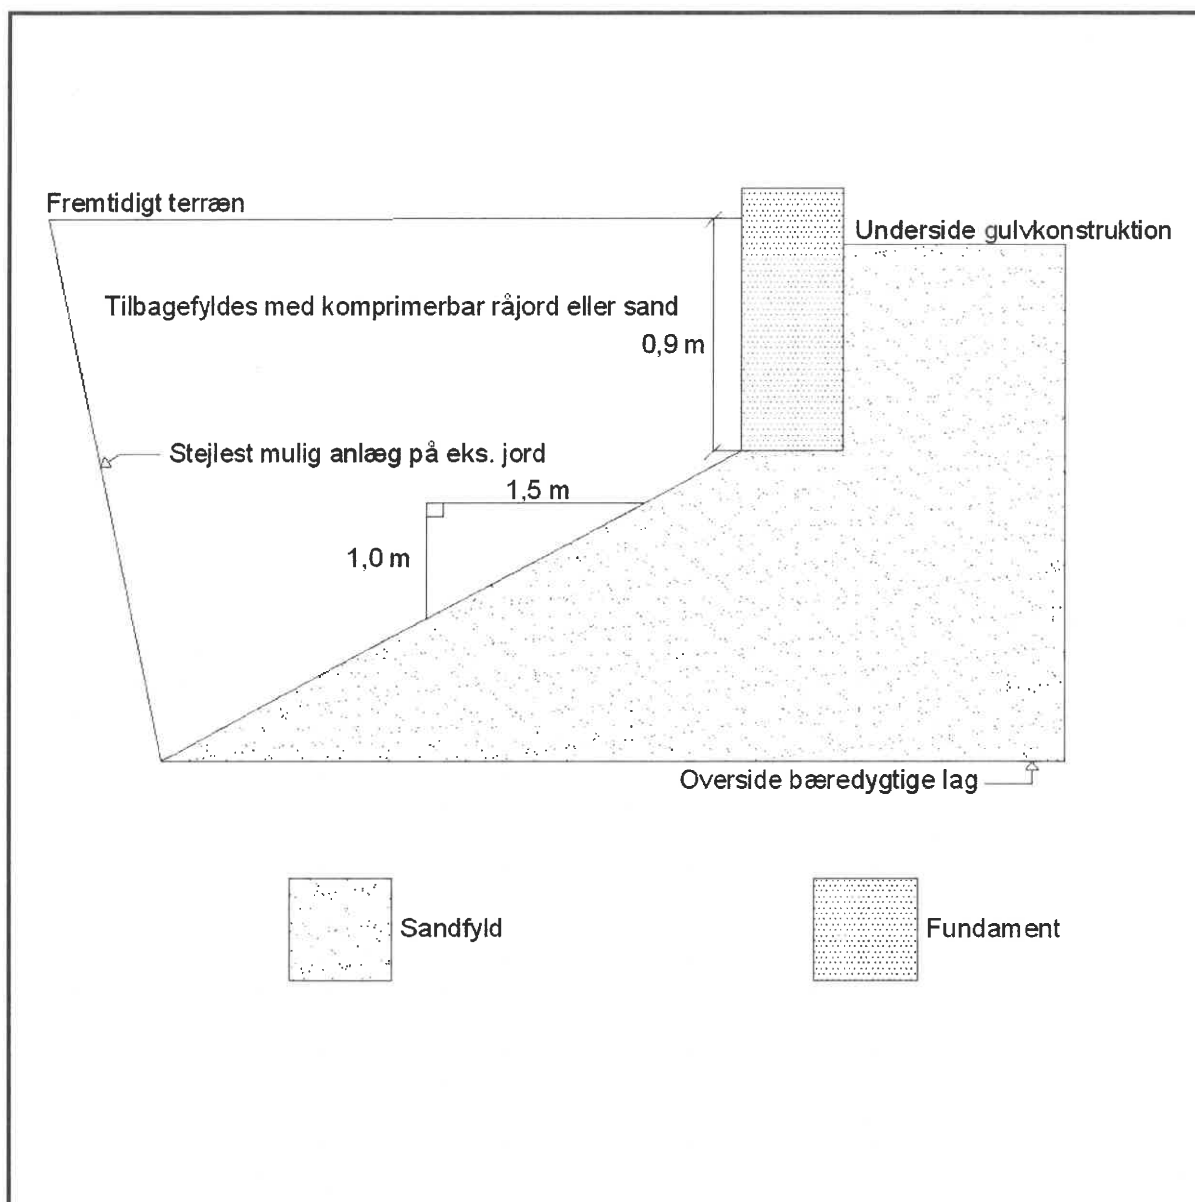 Fremtidigt terræn
Underside gulvkonstruktion
Tilbagefyldes med komprimerbar råjord eller sand
0,9 m
Stejlest mulig anlæg på eks. jord
1,5 m
1,0 m
Overside bæredygtige lag
Sandfyld
Fundament